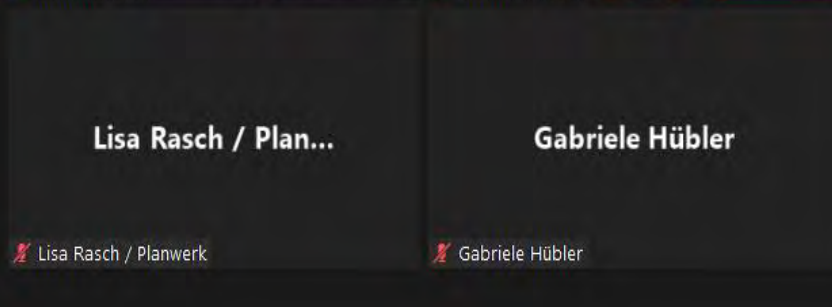 Lisa Rasch / Plan...
Gabriele Hübler
Lisa Rasch / Planwerk
Gabriele Hübler